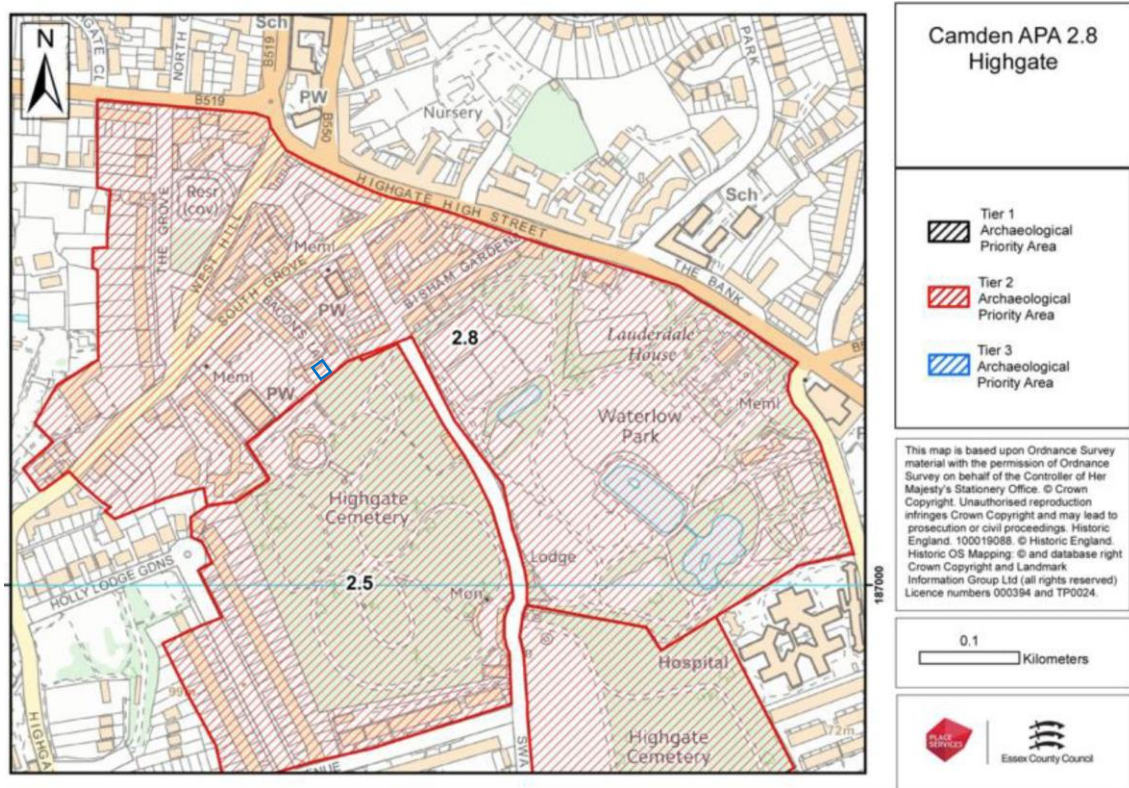 N
GATE CL
NORTH G
B519
Sch
PW
B550
B519
Nursery
PARK
HIGHGATE HIGH STREET
Sch
THE BANK
Resr
(cov)
THE GROVE
WEST HILL
SOUTH GROVE
Meml
BACONS L
PW
BISHAM GARDENS
2.8
Lauderdale
House
Meml
PW
Waterlow
Park
Meml
Highgate
Cemetery
Lodge
HOLLY LODGE GDNS
2.5
Mon
187000
Hospital
HIGHGA
SWA
Highgate
Cemetery
72m
Camden APA 2.8
Highgate
Tier 1
Archaeological
Priority Area
Tier 2
Archaeological
Priority Area
Tier 3
Archaeological
Priority Area
This map is based upon Ordnance Survey
material with the permission of Ordnance
Survey on behalf of the Controller of Her
Majesty's Stationery Office. © Crown
Copyright. Unauthorised reproduction
infringes Crown Copyright and may lead to
prosecution or civil proceedings. Historic
England. 100019088. © Historic England.
Historic OS Mapping: © and database right
Crown Copyright and Landmark
Information Group Ltd (all rights reserved)
Licence numbers 000394 and TP0024.
0.1
Kilometers
PLACE
SERVICES
Essex County Council